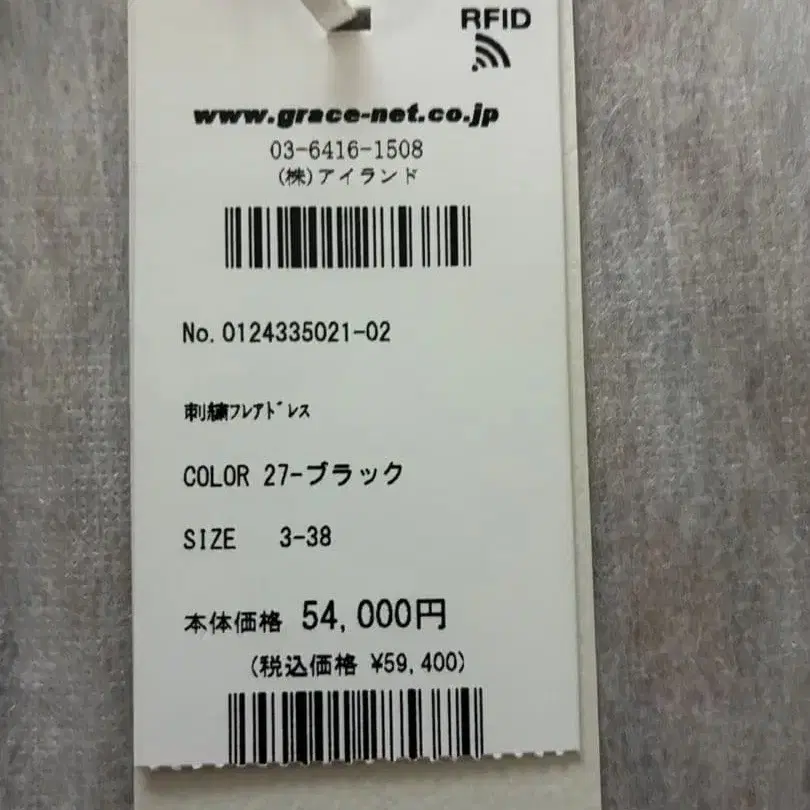 RFID
www.grace-net.co.jp
03-6416-1508
(株)アイランド
No.0124335021-02
刺繍ﾌﾚｱﾄﾞﾚｽ
COLOR 27-ブラック
SIZE 3-38
本体価格 54,000円
(税込価格 ¥59,400)